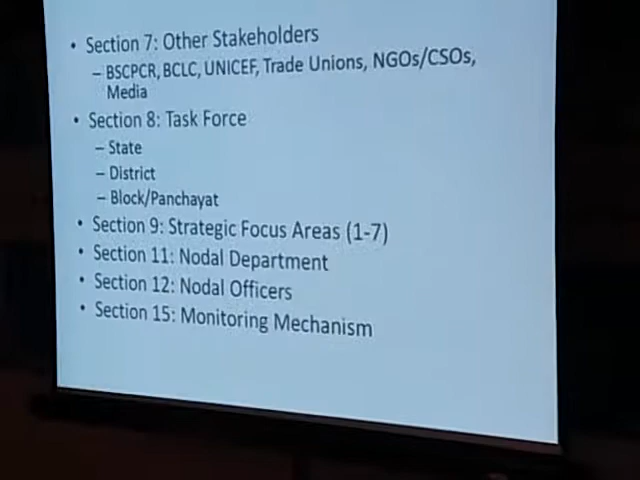 • Section 7: Other Stakeholders
– BSCPCR, BCLC, UNICEF, Trade Unions, NGOs/CSOs,
Media
• Section 8: Task Force
– State
– District
– Block/Panchayat
• Section 9: Strategic Focus Areas (1-7)
• Section 11: Nodal Department
• Section 12: Nodal Officers
• Section 15: Monitoring Mechanism